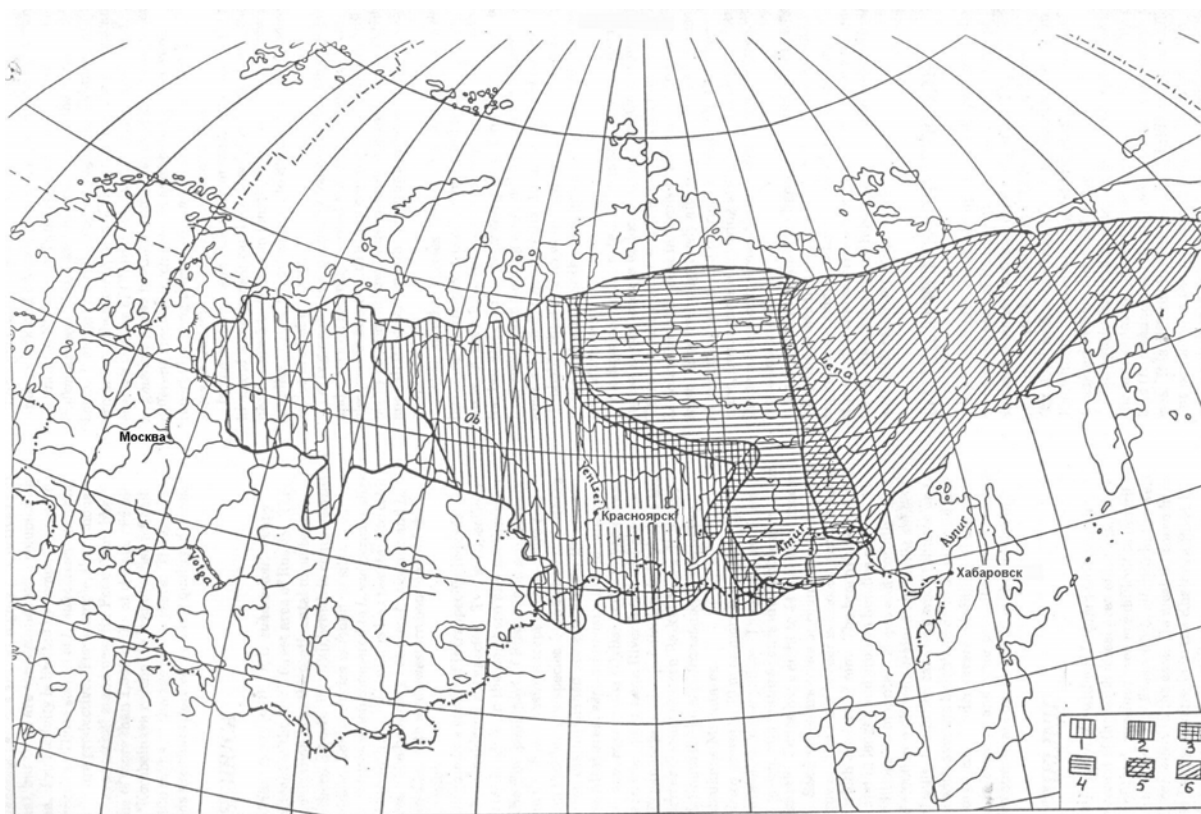 Lena
Ob
Москва
Yenisei
Красноярск
Amur
Amur
Хабаровск
Volga
1 2 3
4 5 6